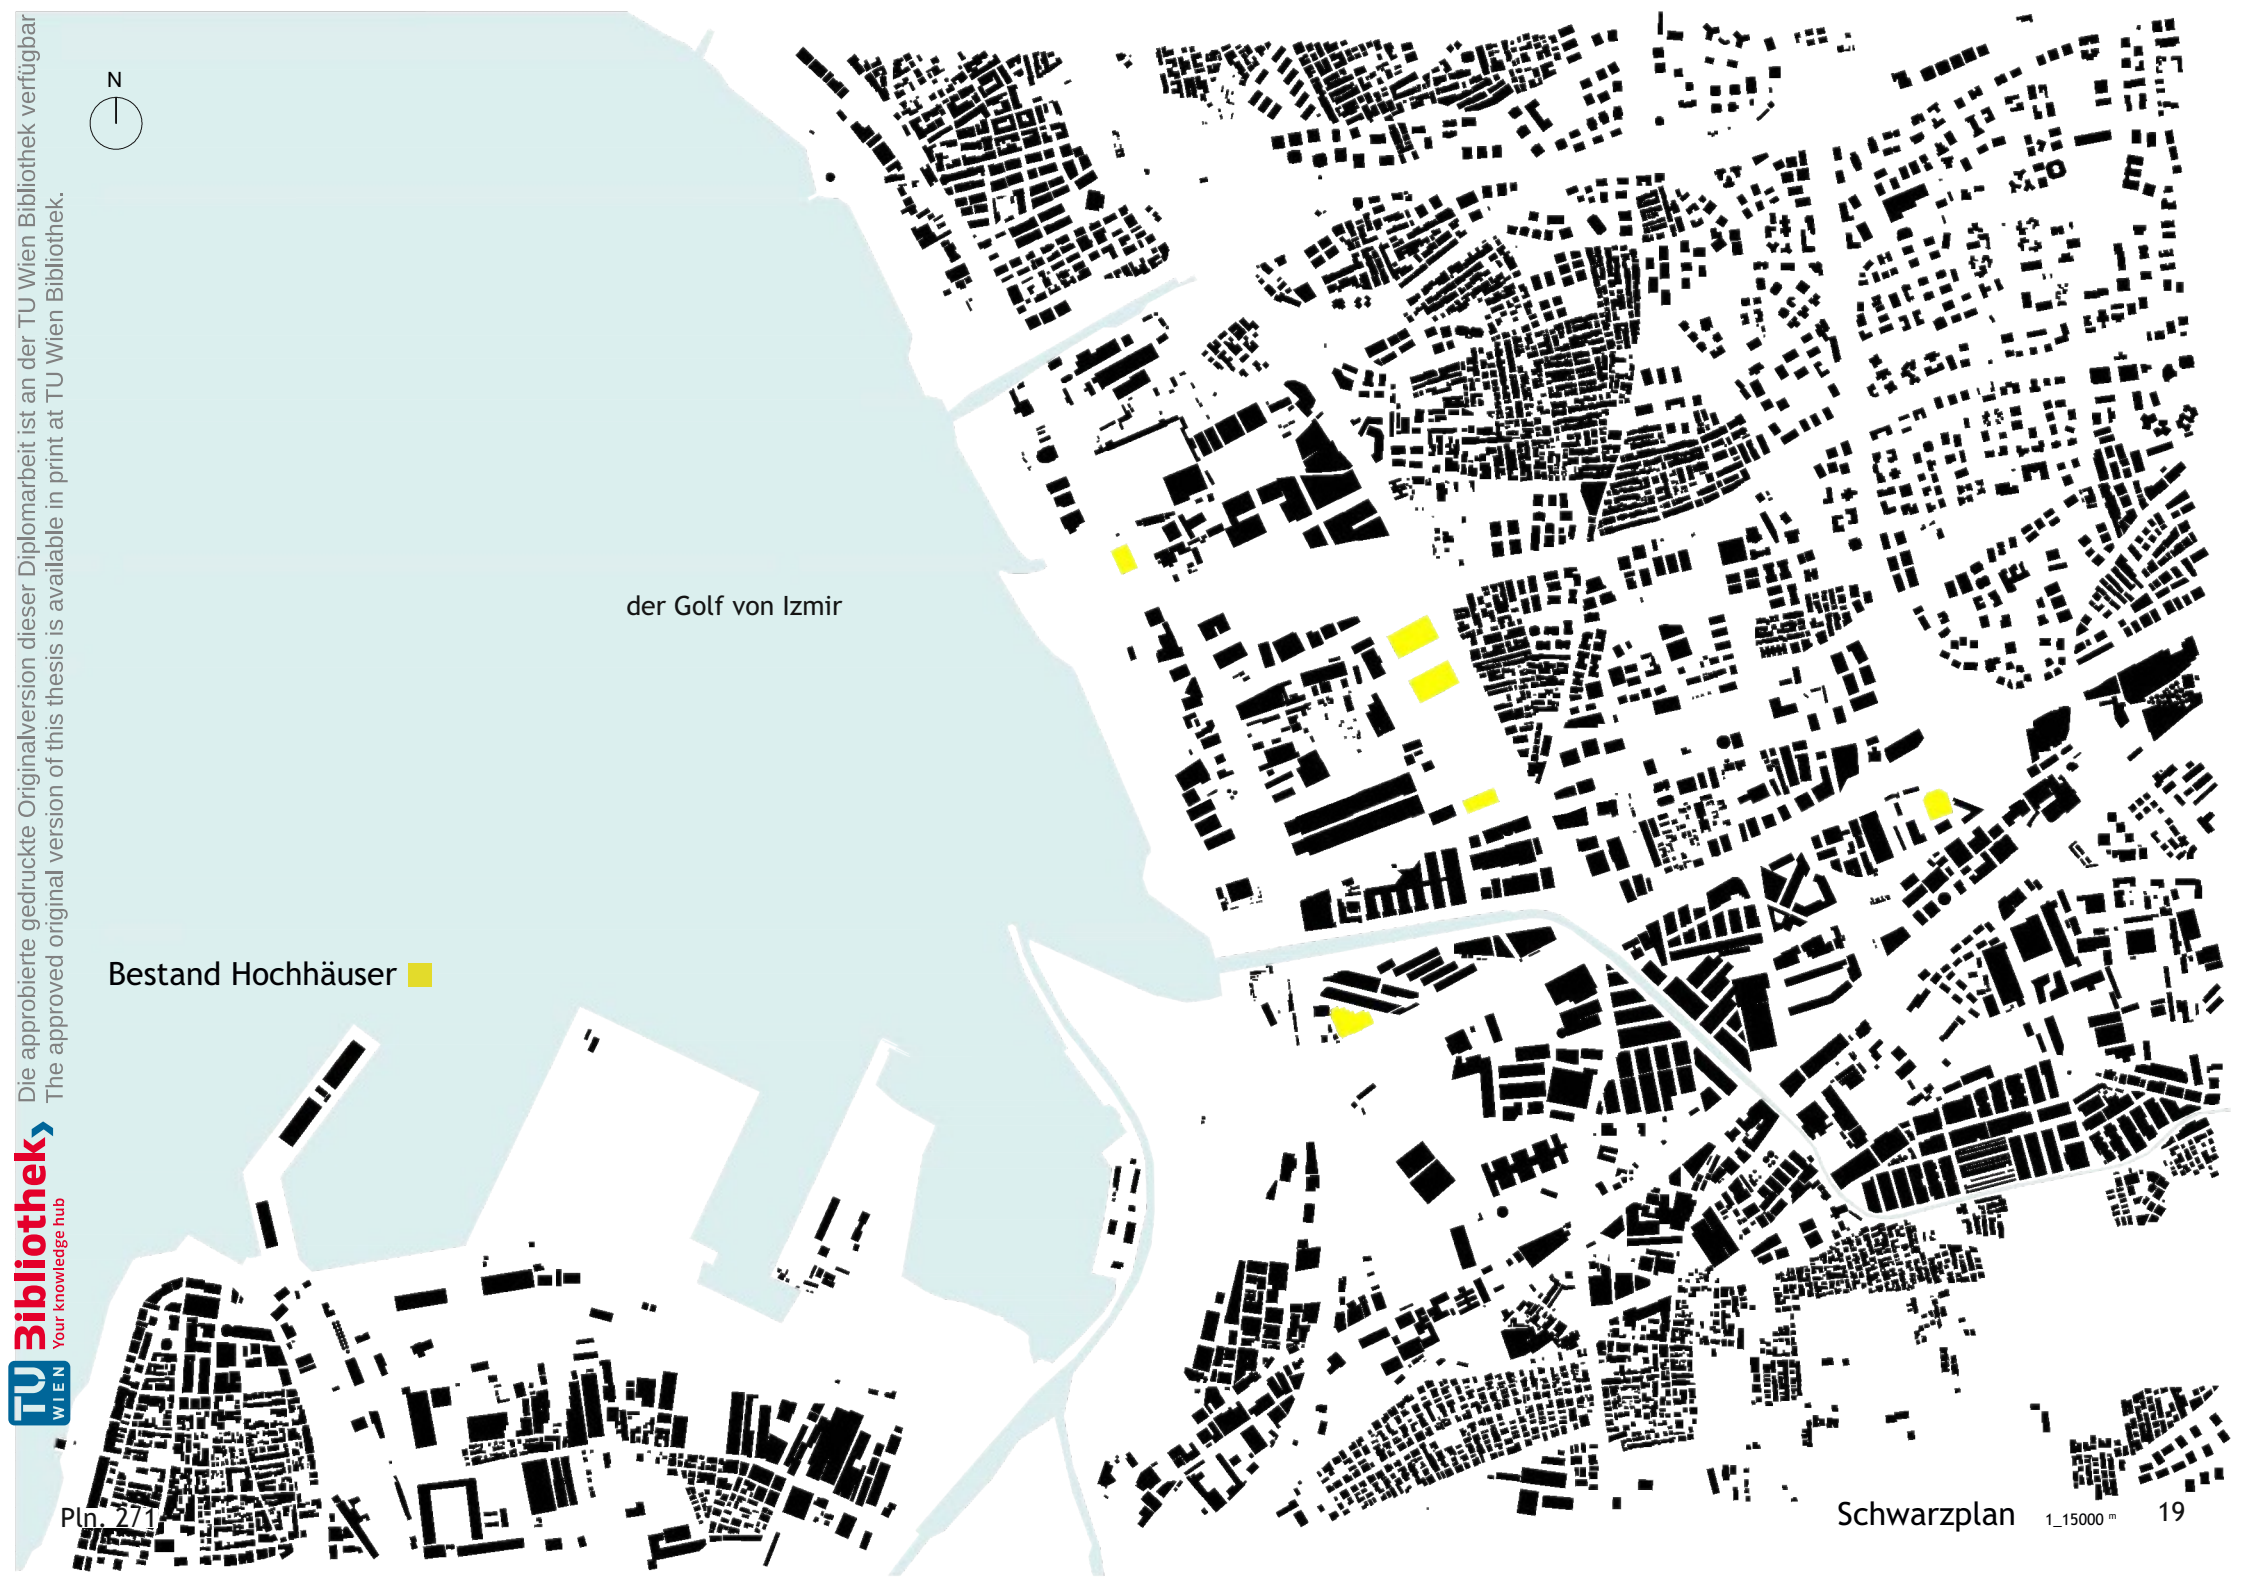 Die approbierte gedruckte Originalversion dieser Diplomarbeit ist an der TU Wien Bibliothek verfügbar
The approved original version of this thesis is available in print at TU Wien Bibliothek.
TU Bibliothek
WIEN Your knowledge hub
N
der Golf von Izmir
Bestand Hochhäuser
Pln. 271
Schwarzplan 1_15000 m 19